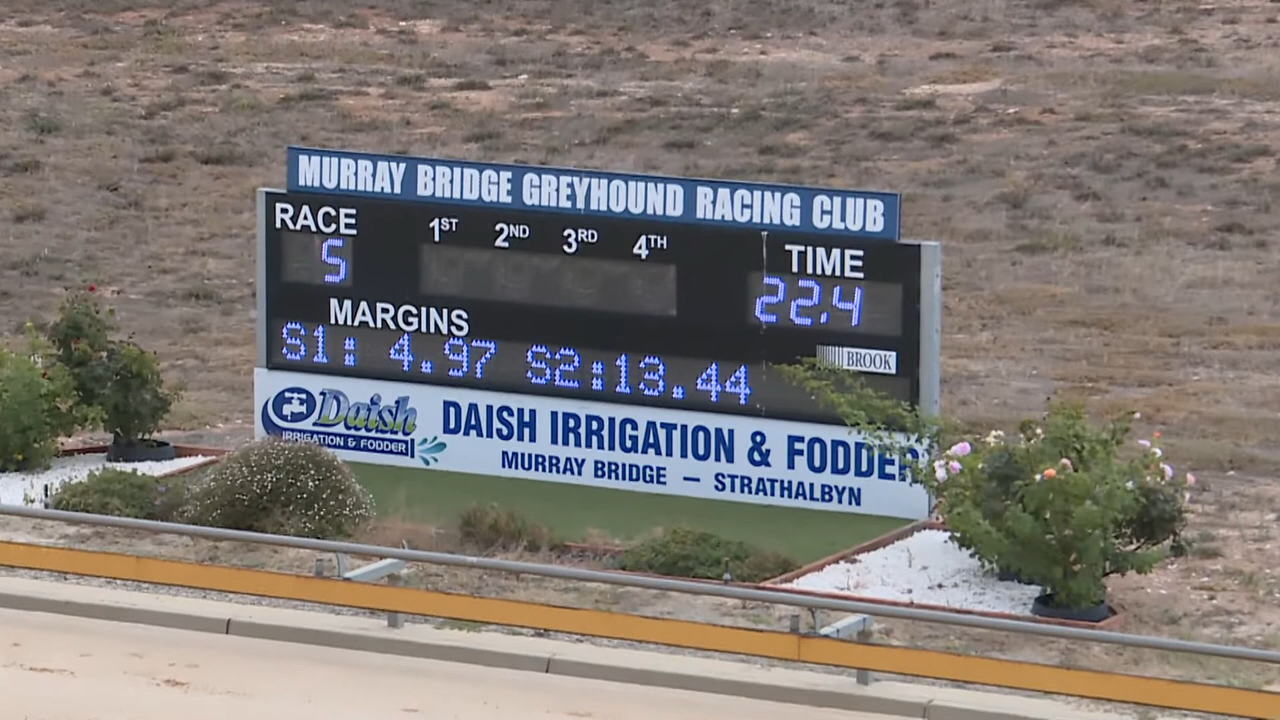 MURRAY BRIDGE GREYHOUND RACING CLUB
RACE 1ST 2ND 3RD 4TH TIME
5 22.4
MARGINS
S1: 4.97 S2:13.44
BROOK
Daish
IRRIGATION & FODDER
DAISH IRRIGATION & FODDER
MURRAY BRIDGE — STRATHALBYN